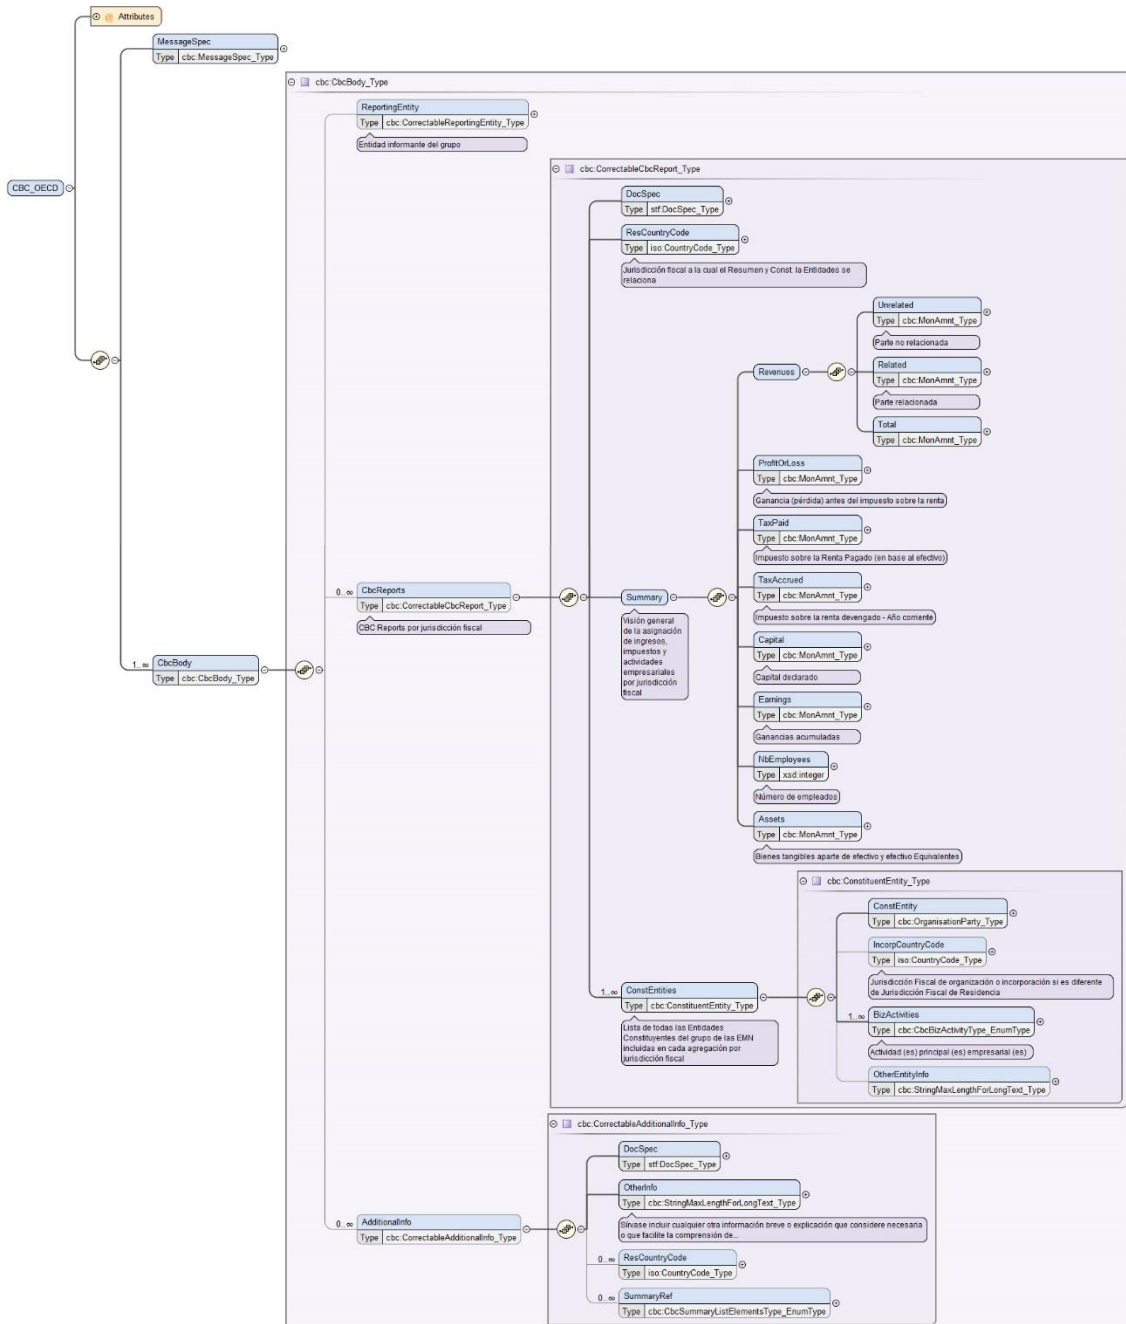 Attributes
MessageSpec
Type cbc:MessageSpec_Type
cbc:CbcBody_Type
ReportingEntity
Type cbc:CorrectableReportingEntity_Type
Entidad informante del grupo
cbc:CorrectableCbcReport_Type
CBC_OECD
DocSpec
Type stf:DocSpec_Type
ResCountryCode
Type iso:CountryCode_Type
Jurisdicción fiscal a la cual el Resumen y Const. la Entidades se
relaciona
Unrelated
Type cbc:MonAmnt_Type
Parte no relacionada
Revenues
Related
Type cbc:MonAmnt_Type
Parte relacionada
Total
Type cbc:MonAmnt_Type
ProfitOrLoss
Type cbc:MonAmnt_Type
Ganancia (pérdida) antes del impuesto sobre la renta
TaxPaid
Type cbc:MonAmnt_Type
Impuesto sobre la Renta Pagado (en base al efectivo)
0..∞ CbcReports
Type cbc:CorrectableCbcReport_Type
CBC Reports por jurisdicción fiscal
Summary
Visión general
de la asignación
de ingresos,
impuestos y
actividades
empresariales
por jurisdicción
fiscal
TaxAccrued
Type cbc:MonAmnt_Type
Impuesto sobre la renta devengado - Año corriente
Capital
Type cbc:MonAmnt_Type
Capital declarado
1..∞ CbcBody
Type cbc:CbcBody_Type
Earnings
Type cbc:MonAmnt_Type
Ganancias acumuladas
NbEmployees
Type xsd:integer
Número de empleados
Assets
Type cbc:MonAmnt_Type
Bienes tangibles aparte de efectivo y efectivo Equivalentes
cbc:ConstituentEntity_Type
ConstEntity
Type cbc:OrganisationParty_Type
IncorpCountryCode
Type iso:CountryCode_Type
Jurisdicción Fiscal de organización o incorporación si es diferente
de Jurisdicción Fiscal de Residencia
1..∞ ConstEntities
Type cbc:ConstituentEntity_Type
Lista de todas las Entidades
Constituyentes del grupo de las EMN
incluidas en cada agregación por
jurisdicción fiscal
1..∞ BizActivities
Type cbc:CbcBizActivityType_EnumType
Actividad (es) principal (es) empresarial (es)
OtherEntityInfo
Type cbc:StringMaxLengthForLongText_Type
cbc:CorrectableAdditionalInfo_Type
DocSpec
Type stf:DocSpec_Type
OtherInfo
Type cbc:StringMaxLengthForLongText_Type
Sírvase incluir cualquier otra información breve o explicación que considere necesaria
o que facilite la comprensión de...
0..∞ AdditionalInfo
Type cbc:CorrectableAdditionalInfo_Type
0..∞ ResCountryCode
Type iso:CountryCode_Type
0..∞ SummaryRef
Type cbc:CbcSummaryListElementsType_EnumType